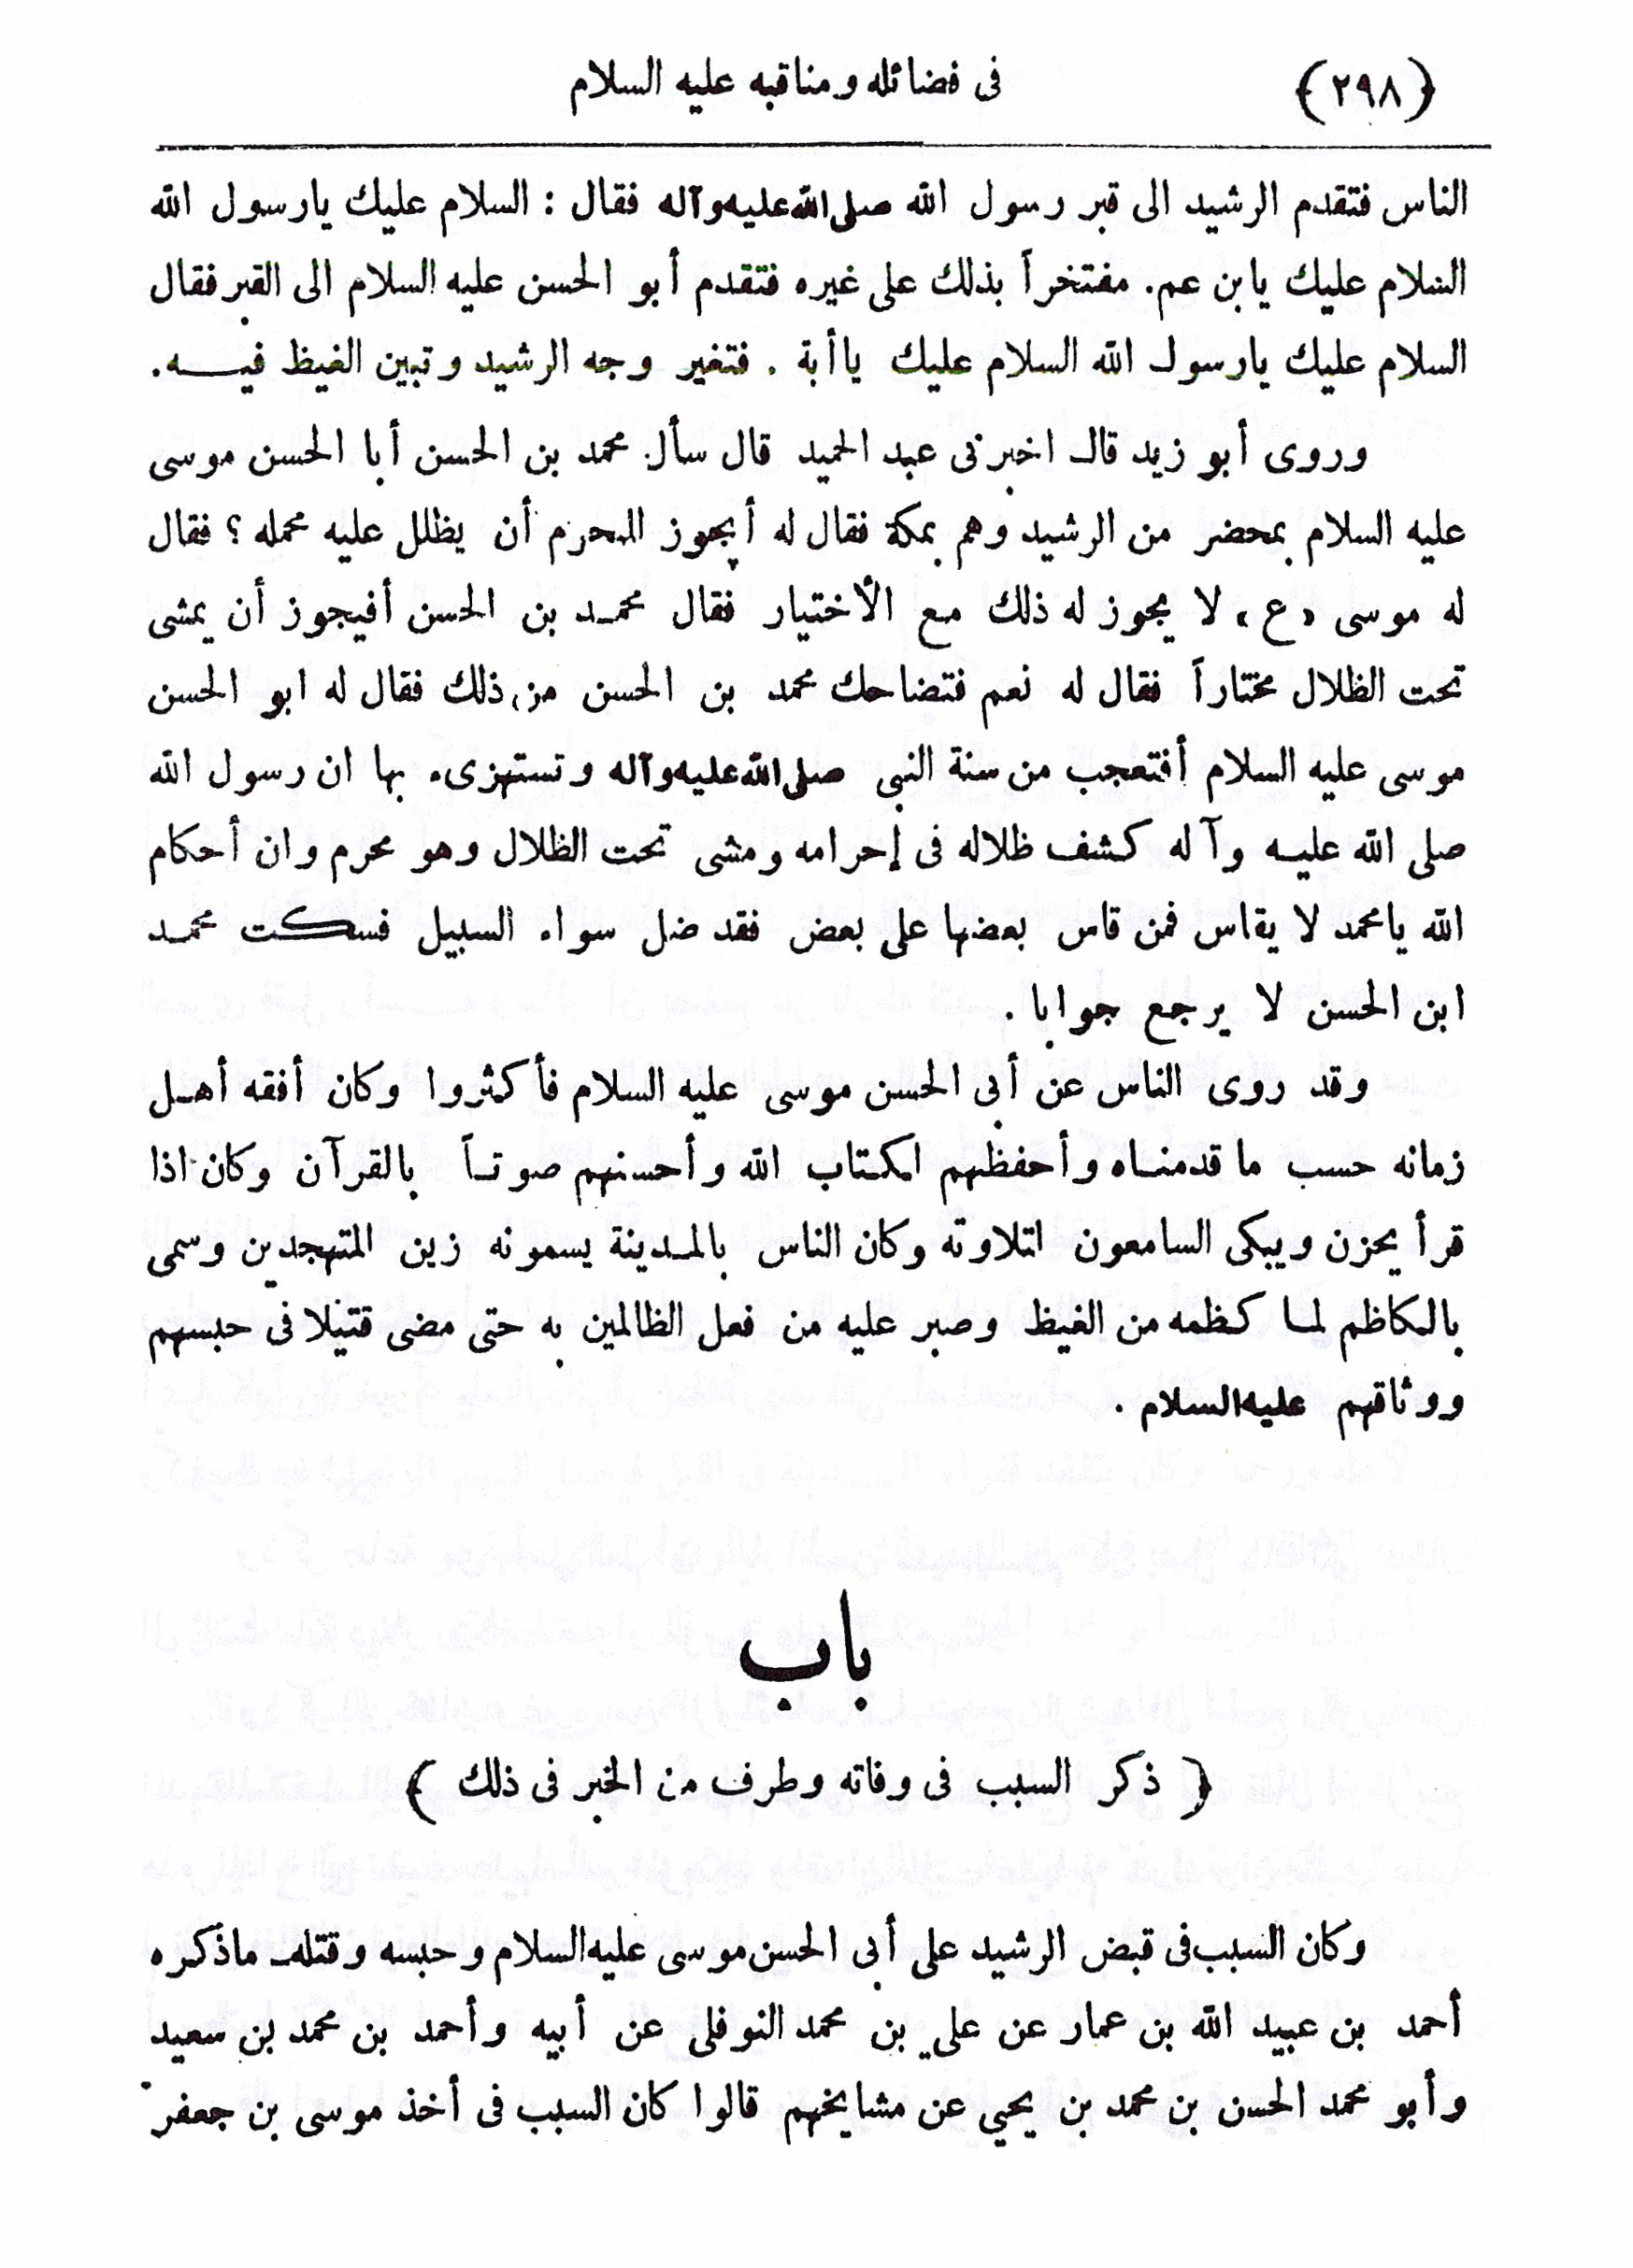 ﴿٢٩٨﴾ فى فضائله ومناقبه عليه السلام
الناس فتقدم الرشيد الى قبر رسول الله صلى الله عليه وآله فقال : السلام عليك يارسول الله
السلام عليك يابن عم. مفتخراً بذلك على غيره فتقدم أبو الحسن عليه السلام الى القبر فقال
السلام عليك يارسول الله السلام عليك ياأبة . فتغير وجه الرشيد وتبين الغيظ فيـــه.
وروى أبو زيد قال اخبرنى عبد الحميد قال سأل محمد بن الحسن أبا الحسن موسى
عليه السلام بمحضر من الرشيد وهم بمكة فقال له أيجوز للمحرم أن يظلل عليه محمله ؟ فقال
له موسى «ع» لا يجوز له ذلك مع الأختيار فقال محمـد بن الحسن أفيجوز أن يمشى
تحت الظلال مختاراً فقال له نعم فتضاحك محمد بن الحسن من ذلك فقال له ابو الحسن
موسى عليه السلام أفتعجب من سنة النبى صلى الله عليه وآله وتستهزىء بها ان رسول الله
صلى الله عليـه وآله كشف ظلاله فى إحرامه ومشى تحت الظلال وهو محرم وان أحكام
الله يامحمد لا يقاس فمن قاس بعضها على بعض فقد ضل سواء السبيل فسكت محمـد
ابن الحسن لا يرجع جوابا .
وقد روى الناس عن أبى الحسن موسى عليه السلام فأكثروا وكان أفقه أهـل
زمانه حسب ما قدمنـاه وأحفظهم لكتاب الله وأحسنهم صوتـاً بالقرآن وكان اذا
قرأ يحزن ويبكى السامعون لتلاوته وكان الناس بالمـدينة يسمونه زين المتهجدين وسمى
بالكاظم لمـا كظمه من الغيظ وصبر عليه من فعل الظالمين به حتى مضى قتيلا فى حبسهم
ووثاقهم عليه السلام .
باب
﴿ ذكر السبب فى وفاته وطرف من الخبر فى ذلك ﴾
وكان السبب فى قبض الرشيد على أبى الحسن موسى عليه السلام وحبسه وقتله ماذكره
أحمد بن عبيد الله بن عمار عن على بن محمد النوفلى عن أبيه وأحمد بن محمد بن سعيد
وأبو محمد الحسن بن محمد بن يحيى عن مشايخهم قالوا كان السبب فى أخذ موسى بن جعفر